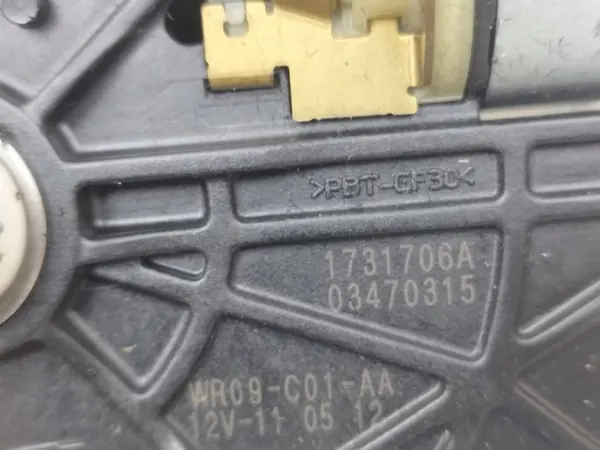 >PBT-GF30<
1731706A
03470315
WR09-C01-AA
12V-11 05 12